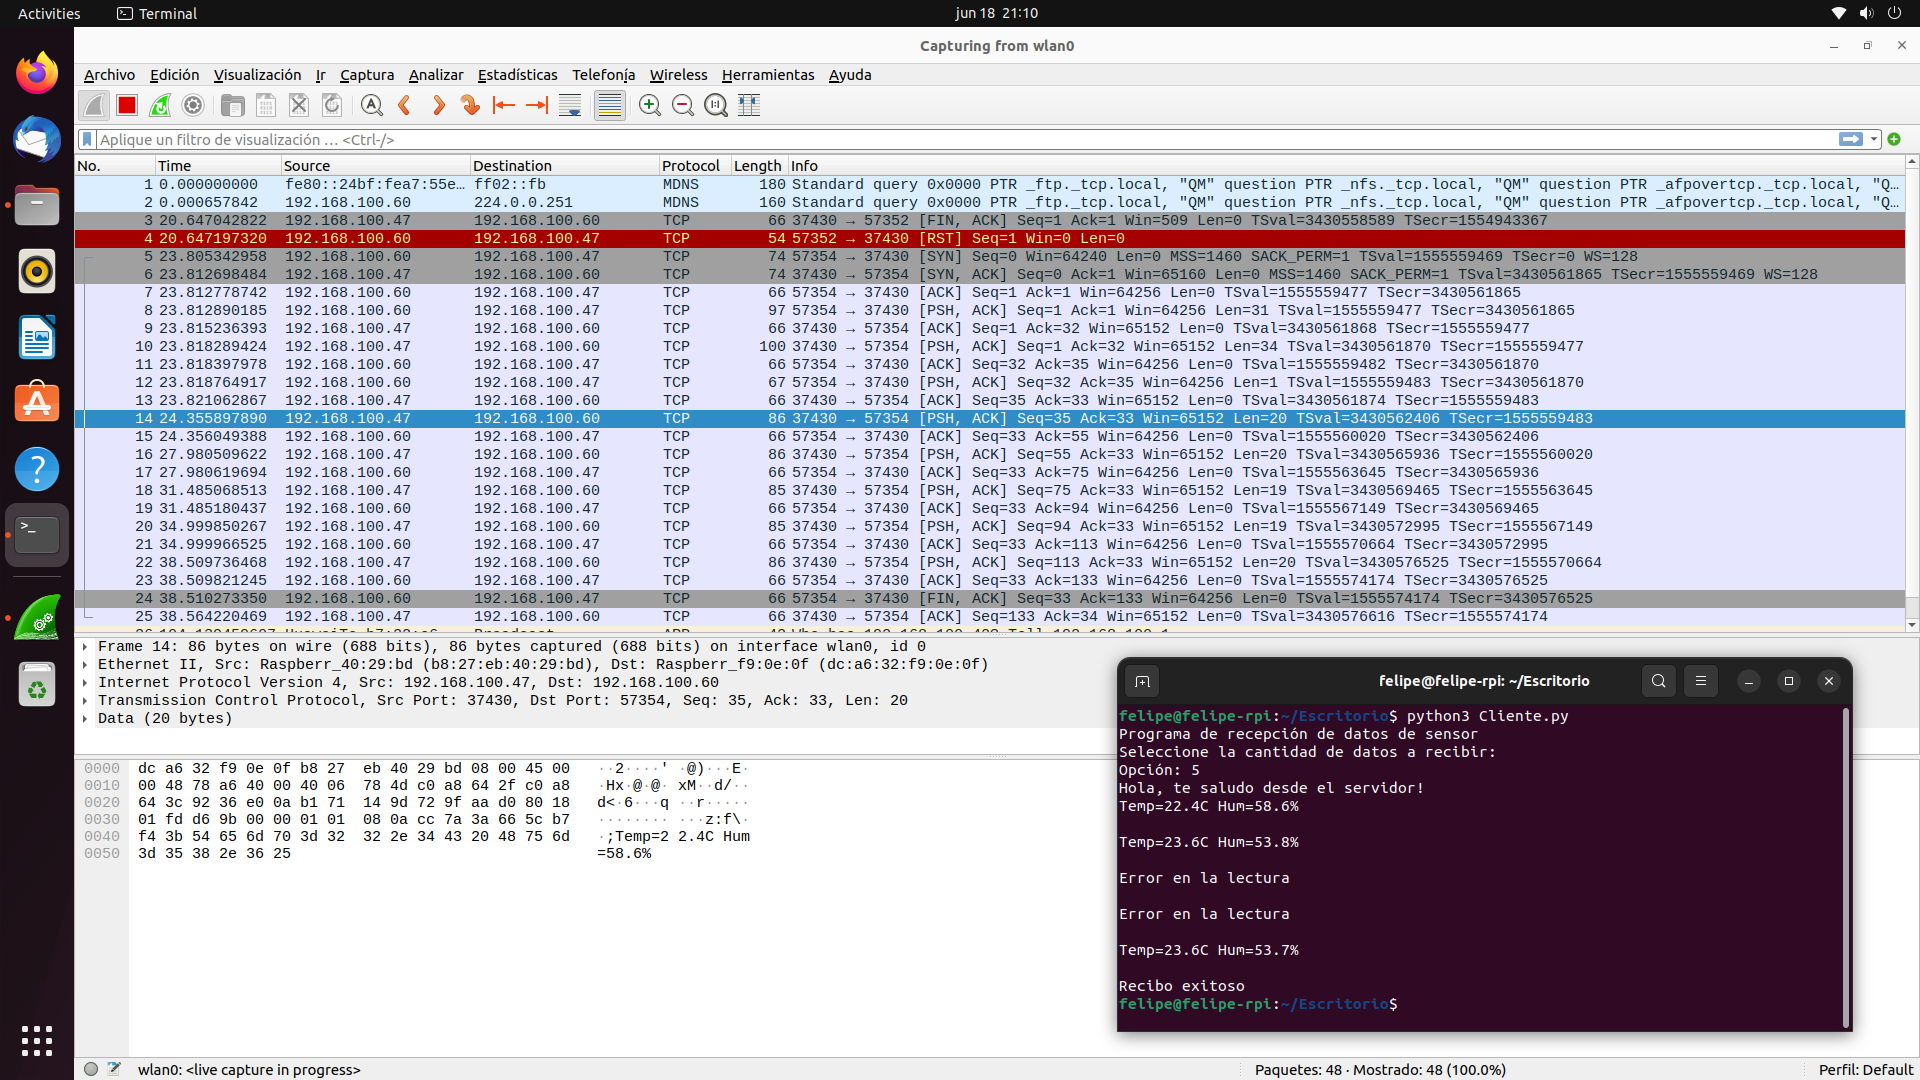 Activities
Terminal
jun 18 21:10
Capturing from wlan0
Archivo Edición Visualización Ir Captura Analizar Estadísticas Telefonía Wireless Herramientas Ayuda
Aplique un filtro de visualización … <Ctrl-/>
No. Time Source Destination Protocol Length Info
1 0.000000000 fe80::24bf:fea7:55e… ff02::fb MDNS 180 Standard query 0x0000 PTR _ftp._tcp.local, "QM" question PTR _nfs._tcp.local, "QM" question PTR _afpovertcp._tcp.local, "Q…
2 0.000657842 192.168.100.60 224.0.0.251 MDNS 160 Standard query 0x0000 PTR _ftp._tcp.local, "QM" question PTR _nfs._tcp.local, "QM" question PTR _afpovertcp._tcp.local, "Q…
3 20.647042822 192.168.100.47 192.168.100.60 TCP 66 37430 → 57352 [FIN, ACK] Seq=1 Ack=1 Win=509 Len=0 TSval=3430558589 TSecr=1554943367
4 20.647197320 192.168.100.60 192.168.100.47 TCP 54 57352 → 37430 [RST] Seq=1 Win=0 Len=0
5 23.805342958 192.168.100.60 192.168.100.47 TCP 74 57354 → 37430 [SYN] Seq=0 Win=64240 Len=0 MSS=1460 SACK_PERM=1 TSval=1555559469 TSecr=0 WS=128
6 23.812698484 192.168.100.47 192.168.100.60 TCP 74 37430 → 57354 [SYN, ACK] Seq=0 Ack=1 Win=65160 Len=0 MSS=1460 SACK_PERM=1 TSval=3430561865 TSecr=1555559469 WS=128
7 23.812778742 192.168.100.60 192.168.100.47 TCP 66 57354 → 37430 [ACK] Seq=1 Ack=1 Win=64256 Len=0 TSval=1555559477 TSecr=3430561865
8 23.812890185 192.168.100.60 192.168.100.47 TCP 97 57354 → 37430 [PSH, ACK] Seq=1 Ack=1 Win=64256 Len=31 TSval=1555559477 TSecr=3430561865
9 23.815236393 192.168.100.47 192.168.100.60 TCP 66 37430 → 57354 [ACK] Seq=1 Ack=32 Win=65152 Len=0 TSval=3430561868 TSecr=1555559477
10 23.818289424 192.168.100.47 192.168.100.60 TCP 100 37430 → 57354 [PSH, ACK] Seq=1 Ack=32 Win=65152 Len=34 TSval=3430561870 TSecr=1555559477
11 23.818397978 192.168.100.60 192.168.100.47 TCP 66 57354 → 37430 [ACK] Seq=32 Ack=35 Win=64256 Len=0 TSval=1555559482 TSecr=3430561870
12 23.818764917 192.168.100.60 192.168.100.47 TCP 67 57354 → 37430 [PSH, ACK] Seq=32 Ack=35 Win=64256 Len=1 TSval=1555559483 TSecr=3430561870
13 23.821062867 192.168.100.47 192.168.100.60 TCP 66 37430 → 57354 [ACK] Seq=35 Ack=33 Win=65152 Len=0 TSval=3430561874 TSecr=1555559483
14 24.355897890 192.168.100.47 192.168.100.60 TCP 86 37430 → 57354 [PSH, ACK] Seq=35 Ack=33 Win=65152 Len=20 TSval=3430562406 TSecr=1555559483
15 24.356049388 192.168.100.60 192.168.100.47 TCP 66 57354 → 37430 [ACK] Seq=33 Ack=55 Win=64256 Len=0 TSval=1555560020 TSecr=3430562406
16 27.980509622 192.168.100.47 192.168.100.60 TCP 86 37430 → 57354 [PSH, ACK] Seq=55 Ack=33 Win=65152 Len=20 TSval=3430565936 TSecr=1555560020
17 27.980619694 192.168.100.60 192.168.100.47 TCP 66 57354 → 37430 [ACK] Seq=33 Ack=75 Win=64256 Len=0 TSval=1555563645 TSecr=3430565936
18 31.485068513 192.168.100.47 192.168.100.60 TCP 85 37430 → 57354 [PSH, ACK] Seq=75 Ack=33 Win=65152 Len=19 TSval=3430569465 TSecr=1555563645
19 31.485180437 192.168.100.60 192.168.100.47 TCP 66 57354 → 37430 [ACK] Seq=33 Ack=94 Win=64256 Len=0 TSval=1555567149 TSecr=3430569465
20 34.999850267 192.168.100.47 192.168.100.60 TCP 85 37430 → 57354 [PSH, ACK] Seq=94 Ack=33 Win=65152 Len=19 TSval=3430572995 TSecr=1555567149
21 34.999966525 192.168.100.60 192.168.100.47 TCP 66 57354 → 37430 [ACK] Seq=33 Ack=113 Win=64256 Len=0 TSval=1555570664 TSecr=3430572995
22 38.509736468 192.168.100.47 192.168.100.60 TCP 86 37430 → 57354 [PSH, ACK] Seq=113 Ack=33 Win=65152 Len=20 TSval=3430576525 TSecr=1555570664
23 38.509821245 192.168.100.60 192.168.100.47 TCP 66 57354 → 37430 [ACK] Seq=33 Ack=133 Win=64256 Len=0 TSval=1555574174 TSecr=3430576525
24 38.510273350 192.168.100.60 192.168.100.47 TCP 66 57354 → 37430 [FIN, ACK] Seq=33 Ack=133 Win=64256 Len=0 TSval=1555574174 TSecr=3430576525
25 38.564220469 192.168.100.47 192.168.100.60 TCP 66 37430 → 57354 [ACK] Seq=133 Ack=34 Win=65152 Len=0 TSval=3430576616 TSecr=1555574174
Frame 14: 86 bytes on wire (688 bits), 86 bytes captured (688 bits) on interface wlan0, id 0
Ethernet II, Src: Raspberr_40:29:bd (b8:27:eb:40:29:bd), Dst: Raspberr_f9:0e:0f (dc:a6:32:f9:0e:0f)
Internet Protocol Version 4, Src: 192.168.100.47, Dst: 192.168.100.60
Transmission Control Protocol, Src Port: 37430, Dst Port: 57354, Seq: 35, Ack: 33, Len: 20
Data (20 bytes)
0000 dc a6 32 f9 0e 0f b8 27 eb 40 29 bd 08 00 45 00 ··2····' ·@)···E·
0010 00 48 78 a6 40 00 40 06 78 4d c0 a8 64 2f c0 a8 ·Hx·@·@· xM··d/··
0020 64 3c 92 36 e0 0a b1 71 14 9d 72 9f aa d0 80 18 d<·6···q ··r·····
0030 01 fd d6 9b 00 00 01 01 08 0a cc 7a 3a 66 5c b7 ········ ···z:f\·
0040 f4 3b 54 65 6d 70 3d 32 32 2e 34 43 20 48 75 6d ·;Temp=2 2.4C Hum
0050 3d 35 38 2e 36 25 =58.6%
felipe@felipe-rpi: ~/Escritorio
felipe@felipe-rpi:~/Escritorio$ python3 Cliente.py
Programa de recepción de datos de sensor
Seleccione la cantidad de datos a recibir:
Opción: 5
Hola, te saludo desde el servidor!
Temp=22.4C Hum=58.6%
Temp=23.6C Hum=53.8%
Error en la lectura
Error en la lectura
Temp=23.6C Hum=53.7%
Recibo exitoso
felipe@felipe-rpi:~/Escritorio$
wlan0: <live capture in progress>
Paquetes: 48 · Mostrado: 48 (100.0%)
Perfil: Default